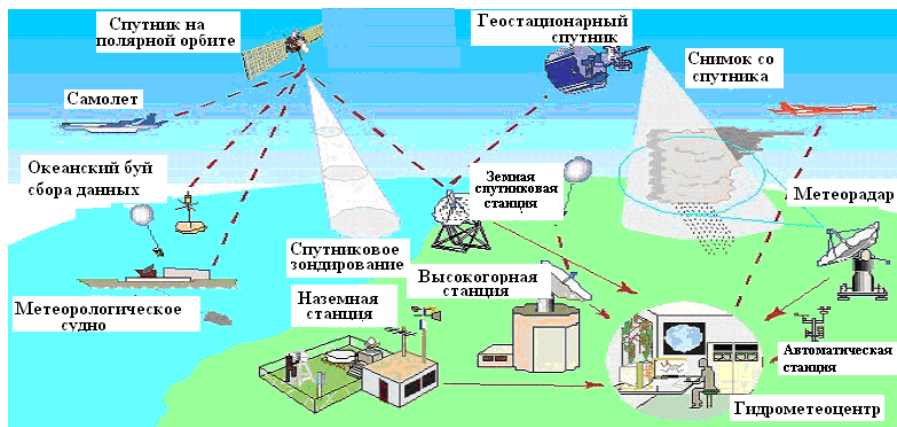 Спутник на
полярной орбите
Геостационарный
спутник
Снимок со
спутника
Самолет
Океанский буй
сбора данных
Земная
спутниковая
станция
Метеорадар
Спутниковое
зондирование
Высокогорная
станция
Метеорологическое
судно
Наземная
станция
Автоматическая
станция
Гидрометеоцентр